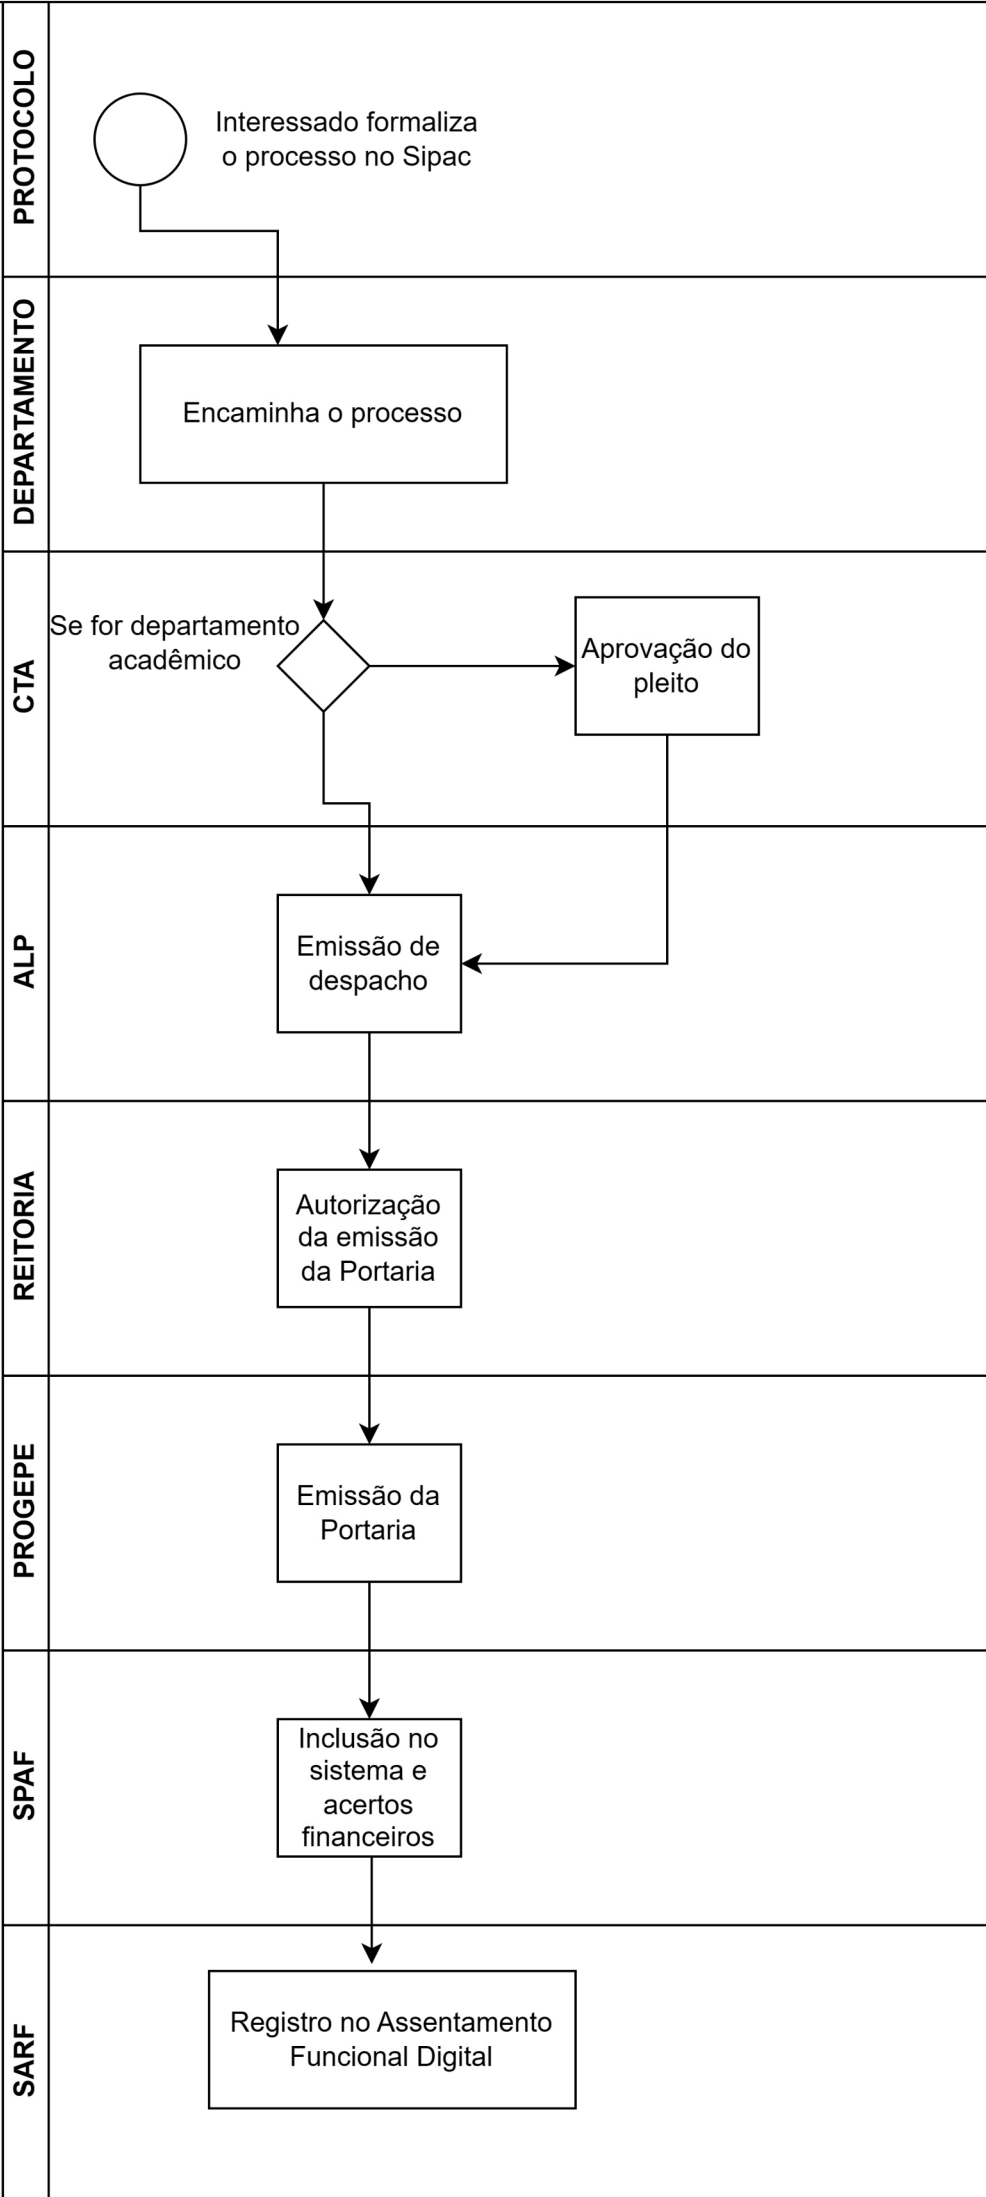 PROTOCOLO
Interessado formaliza
o processo no Sipac
DEPARTAMENTO
Encaminha o processo
CTA
Se for departamento
acadêmico
Aprovação do
pleito
ALP
Emissão de
despacho
REITORIA
Autorização
da emissão
da Portaria
PROGEPE
Emissão da
Portaria
SPAF
Inclusão no
sistema e
acertos
financeiros
SARF
Registro no Assentamento
Funcional Digital